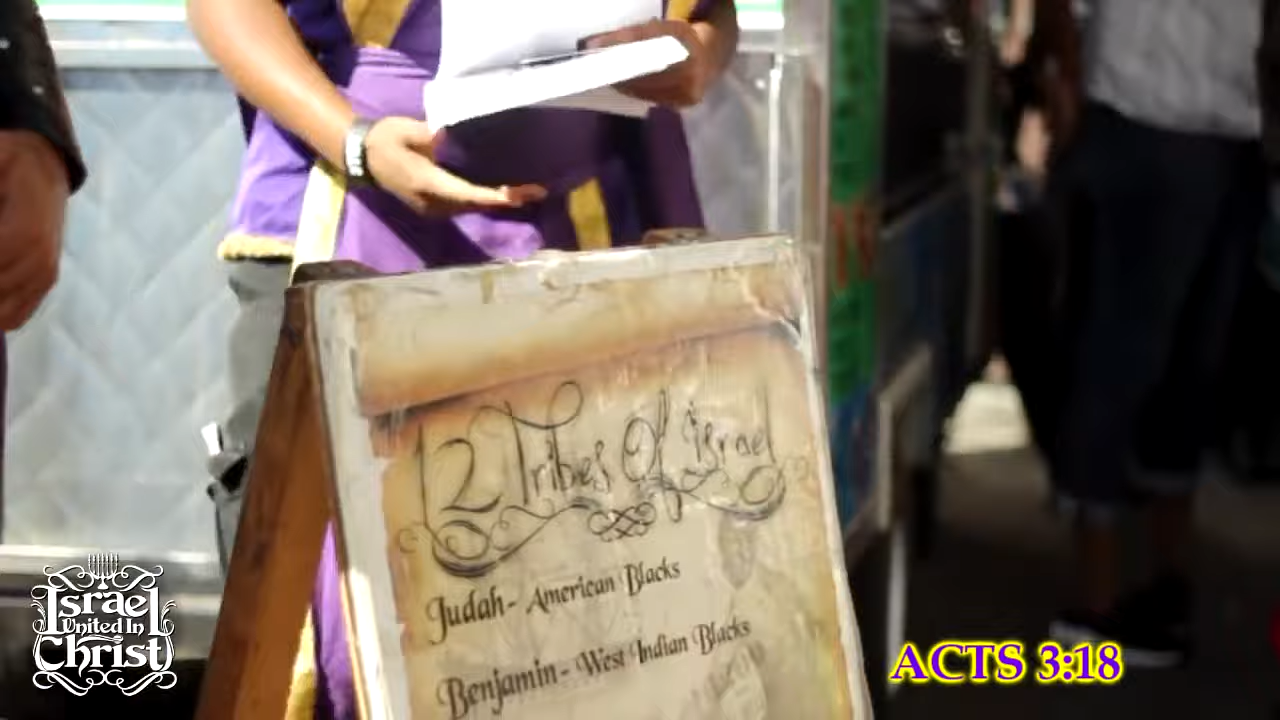 12 Tribes Of Israel
Judah- American Blacks
Benjamin- West Indian Blacks
Israel
United In
Christ
ACTS 3:18